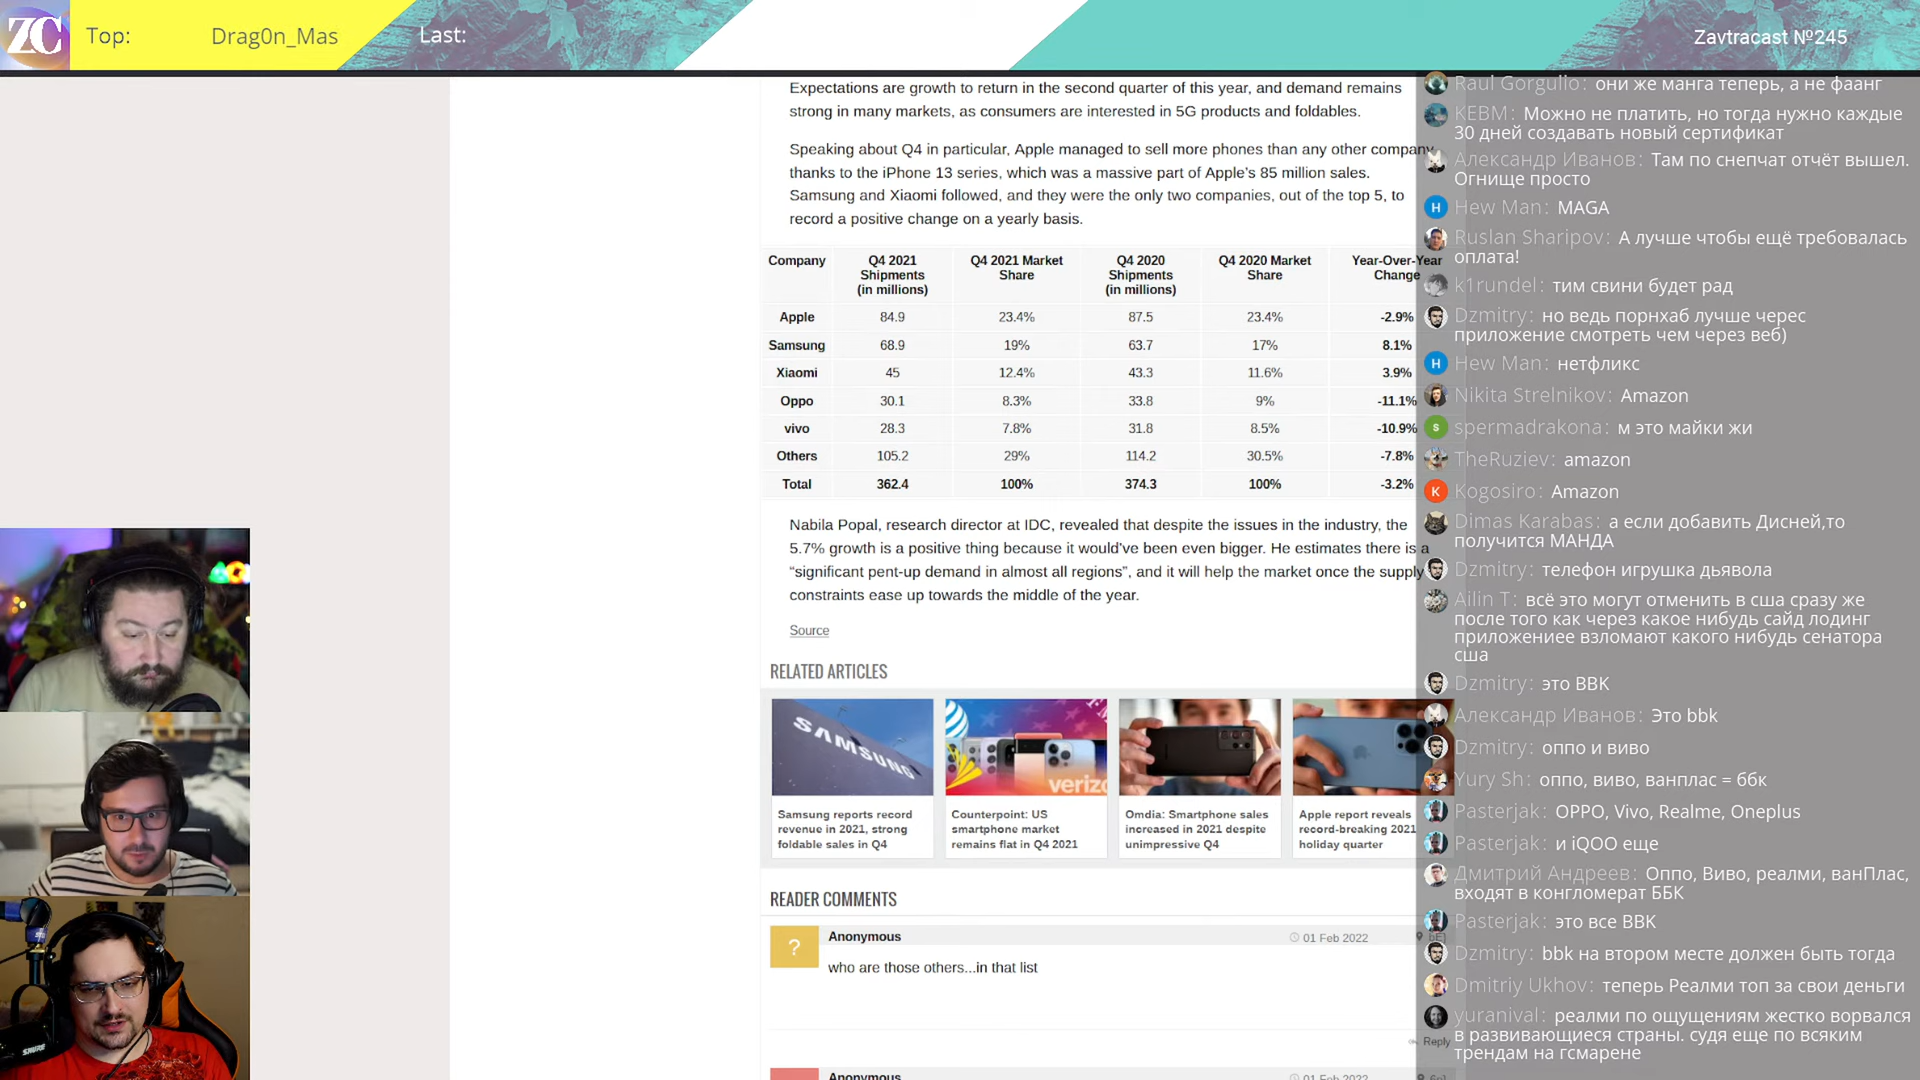 ZC Top: Drag0n_Mas Last: Zavtracast №245
Expectations are growth to return in the second quarter of this year, and demand remains
strong in many markets, as consumers are interested in 5G products and foldables.
Speaking about Q4 in particular, Apple managed to sell more phones than any other company
thanks to the iPhone 13 series, which was a massive part of Apple's 85 million sales.
Samsung and Xiaomi followed, and they were the only two companies, out of the top 5, to
record a positive change on a yearly basis.
Company Q4 2021 Shipments (in millions) Q4 2021 Market Share Q4 2020 Shipments (in millions) Q4 2020 Market Share Year-Over-Year Change
Apple 84.9 23.4% 87.5 23.4% -2.9%
Samsung 68.9 19% 63.7 17% 8.1%
Xiaomi 45 12.4% 43.3 11.6% 3.9%
Oppo 30.1 8.3% 33.8 9% -11.1%
vivo 28.3 7.8% 31.8 8.5% -10.9%
Others 105.2 29% 114.2 30.5% -7.8%
Total 362.4 100% 374.3 100% -3.2%
Nabila Popal, research director at IDC, revealed that despite the issues in the industry, the
5.7% growth is a positive thing because it would've been even bigger. He estimates there is a
"significant pent-up demand in almost all regions", and it will help the market once the supply
constraints ease up towards the middle of the year.
Source
RELATED ARTICLES
SAMSUNG
verizo
Samsung reports record
revenue in 2021, strong
foldable sales in Q4
Counterpoint: US
smartphone market
remains flat in Q4 2021
Omdia: Smartphone sales
increased in 2021 despite
unimpressive Q4
Apple report reveals
record-breaking 2021
holiday quarter
READER COMMENTS
? Anonymous 01 Feb 2022
who are those others...in that list
Reply
Anonymous 01 Feb 2022
SHURE
Raul Gorgulio: они же манга теперь, а не фаанг
KEBM: Можно не платить, но тогда нужно каждые
30 дней создавать новый сертификат
Александр Иванов: Там по снепчат отчёт вышел.
Огнище просто
H Hew Man: MAGA
Ruslan Sharipov: А лучше чтобы ещё требовалась
оплата!
k1rundel: тим свини будет рад
Dzmitry: но ведь порнхаб лучше черес
приложение смотреть чем через веб)
H Hew Man: нетфликс
Nikita Strelnikov: Amazon
s spermadrakona: м это майки жи
TheRuziev: amazon
K Kogosiro: Amazon
Dimas Karabas: а если добавить Дисней,то
получится МАНДА
Dzmitry: телефон игрушка дьявола
Ailin T: всё это могут отменить в сша сразу же
после того как через какое нибудь сайд лодинг
приложениее взломают какого нибудь сенатора
сша
Dzmitry: это BBK
Александр Иванов: Это bbk
Dzmitry: оппо и виво
Yury Sh: оппо, виво, ванплас = ббк
Pasterjak: OPPO, Vivo, Realme, Oneplus
Pasterjak: и iQOO еще
Дмитрий Андреев: Оппо, Виво, реалми, ванПлас,
входят в конгломерат ББК
Pasterjak: это все BBK
Dzmitry: bbk на втором месте должен быть тогда
Dmitriy Ukhov: теперь Реалми топ за свои деньги
yuranival: реалми по ощущениям жестко ворвался
в развивающиеся страны. судя еще по всяким
трендам на гсмарене